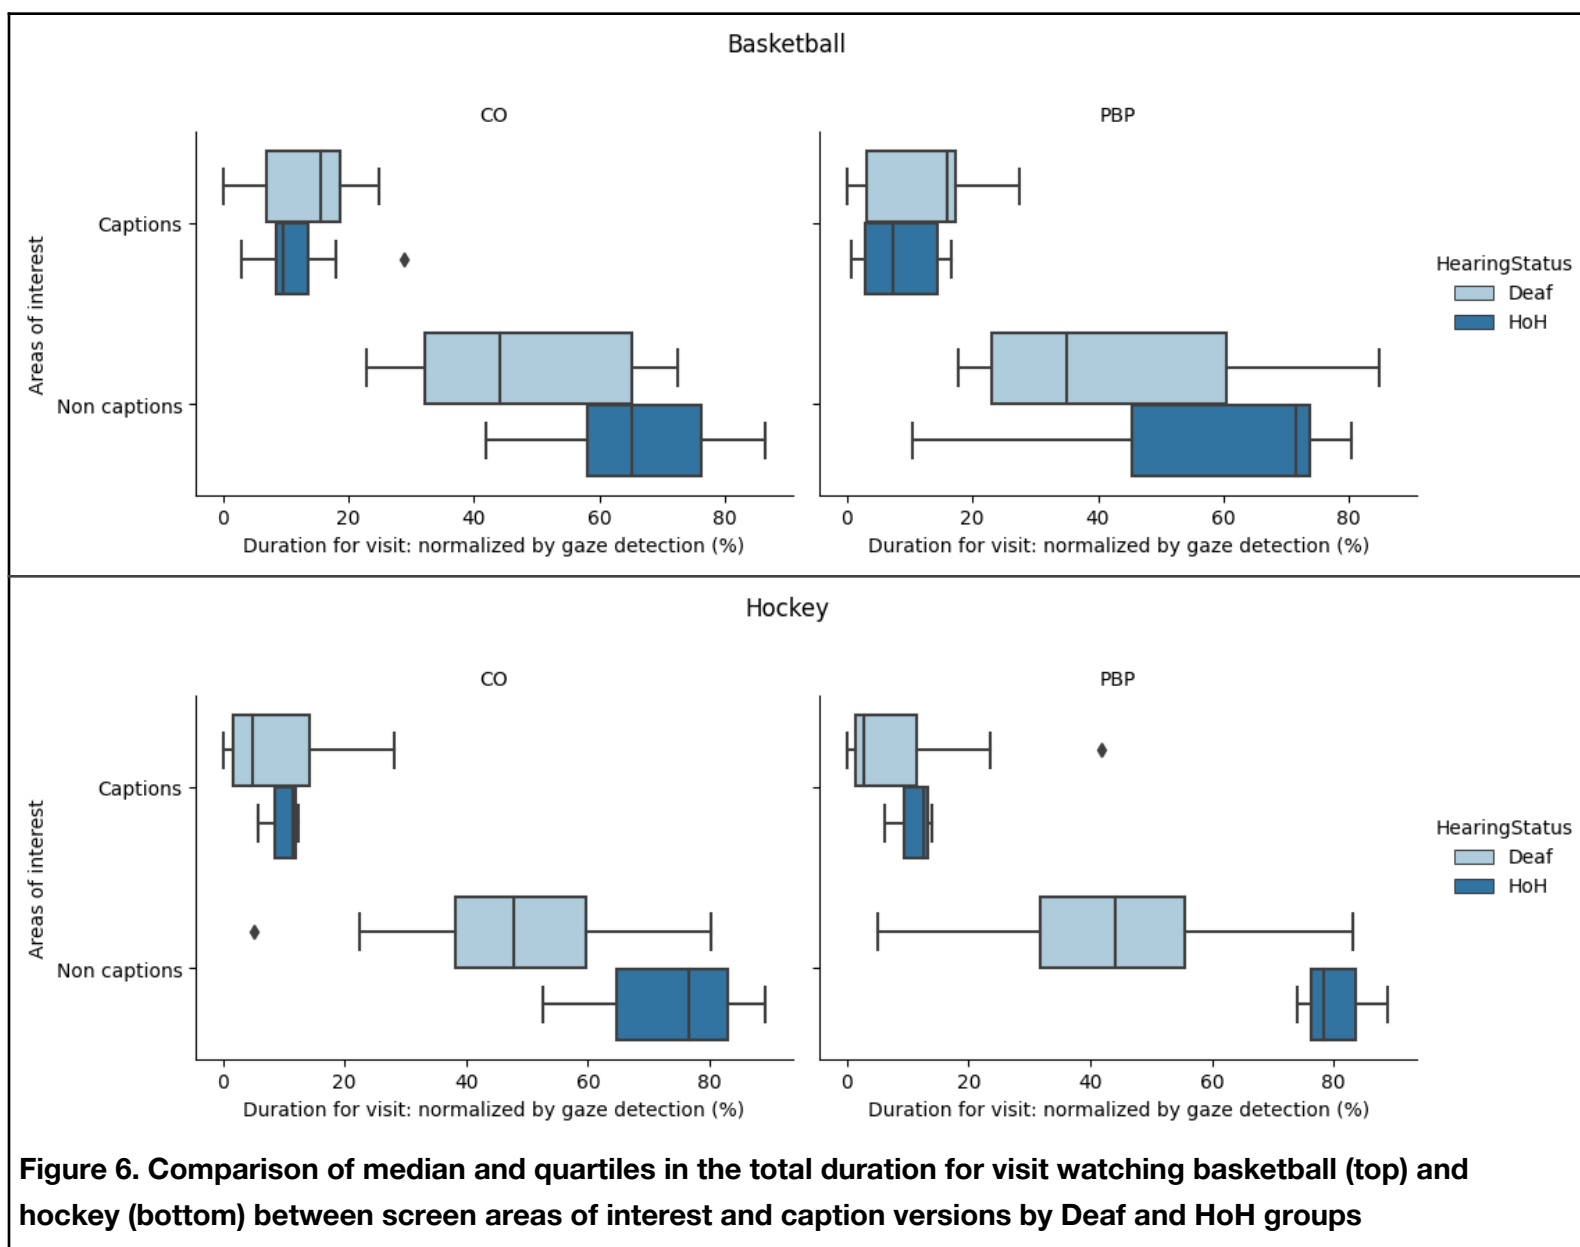 Basketball
CO
PBP
Areas of interest
Captions
Non captions
0 20 40 60 80
0 20 40 60 80
Duration for visit: normalized by gaze detection (%)
Duration for visit: normalized by gaze detection (%)
HearingStatus
Deaf
HoH
Hockey
CO
PBP
Areas of interest
Captions
Non captions
0 20 40 60 80
0 20 40 60 80
Duration for visit: normalized by gaze detection (%)
Duration for visit: normalized by gaze detection (%)
HearingStatus
Deaf
HoH
Figure 6. Comparison of median and quartiles in the total duration for visit watching basketball (top) and
hockey (bottom) between screen areas of interest and caption versions by Deaf and HoH groups